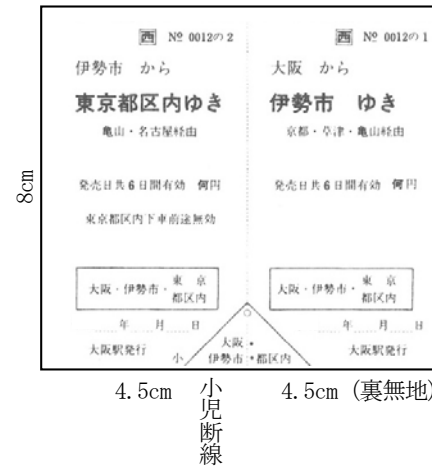 西 № 0012の2
伊勢市 から
東京都区内ゆき
亀山・名古屋経由
発売日共6日間有効 何円
東京都区内下車前途無効
大阪・伊勢市・東京都区内
年 月 日
大阪駅発行
小
西 № 0012の1
大阪 から
伊勢市 ゆき
京都・草津・亀山経由
発売日共6日間有効 何円
大阪・伊勢市・東京都区内
年 月 日
大阪駅発行
大阪・
伊勢市・都区内
8cm
4.5cm
小児断線
4.5cm (裏無地)